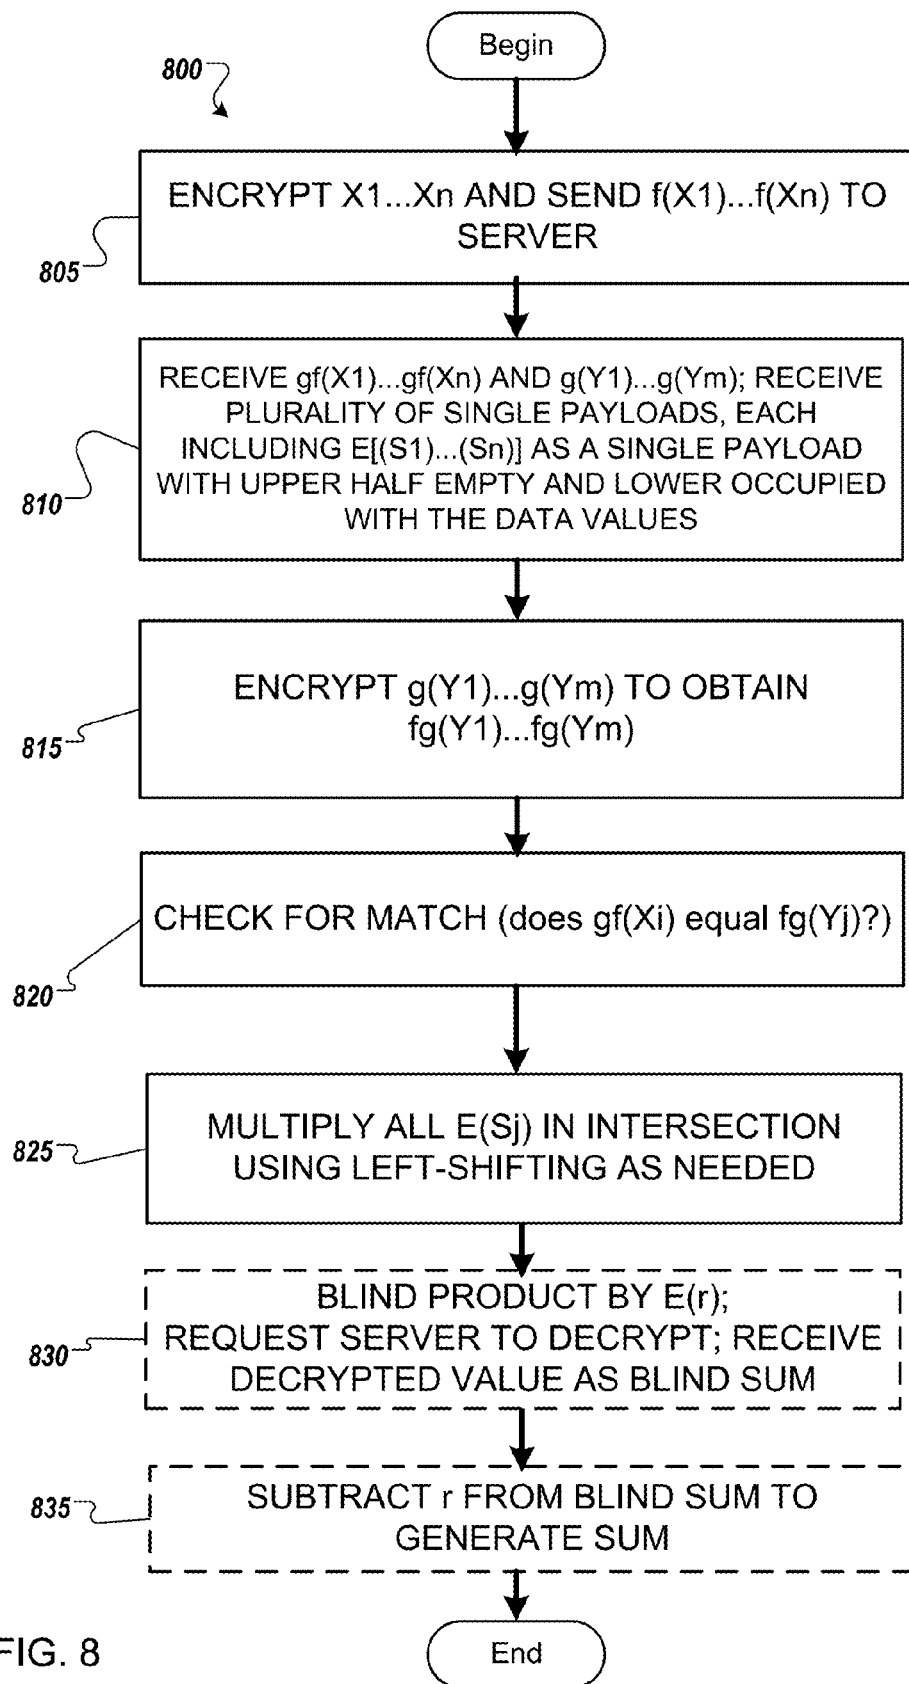 Begin
800
ENCRYPT X1...Xn AND SEND f(X1)...f(Xn) TO
SERVER
805
RECEIVE gf(X1)...gf(Xn) AND g(Y1)...g(Ym); RECEIVE
PLURALITY OF SINGLE PAYLOADS, EACH
INCLUDING E[(S1)...(Sn)] AS A SINGLE PAYLOAD
WITH UPPER HALF EMPTY AND LOWER OCCUPIED
WITH THE DATA VALUES
810
ENCRYPT g(Y1)...g(Ym) TO OBTAIN
fg(Y1)...fg(Ym)
815
CHECK FOR MATCH (does gf(Xi) equal fg(Yj)?)
820
MULTIPLY ALL E(Sj) IN INTERSECTION
USING LEFT-SHIFTING AS NEEDED
825
BLIND PRODUCT BY E(r);
REQUEST SERVER TO DECRYPT; RECEIVE
DECRYPTED VALUE AS BLIND SUM
830
SUBTRACT r FROM BLIND SUM TO
GENERATE SUM
835
End
FIG. 8